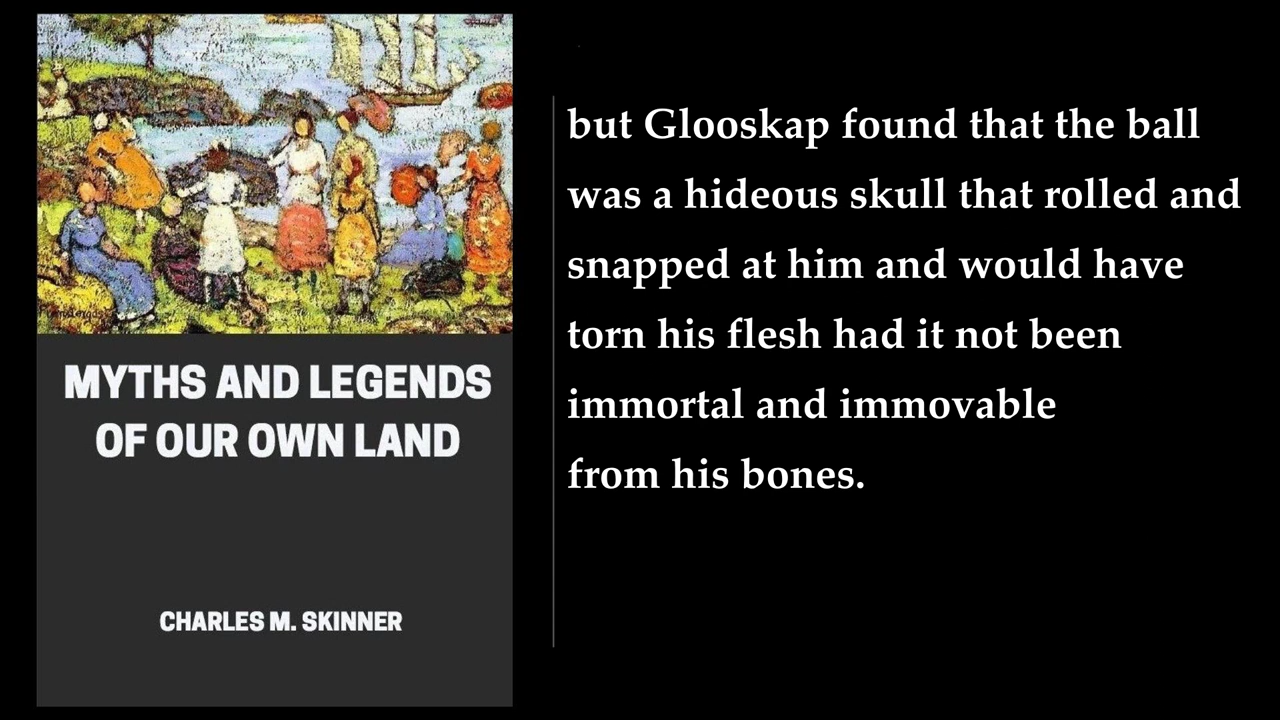 MYTHS AND LEGENDS
OF OUR OWN LAND
CHARLES M. SKINNER
but Glooskap found that the ball
was a hideous skull that rolled and
snapped at him and would have
torn his flesh had it not been
immortal and immovable
from his bones.